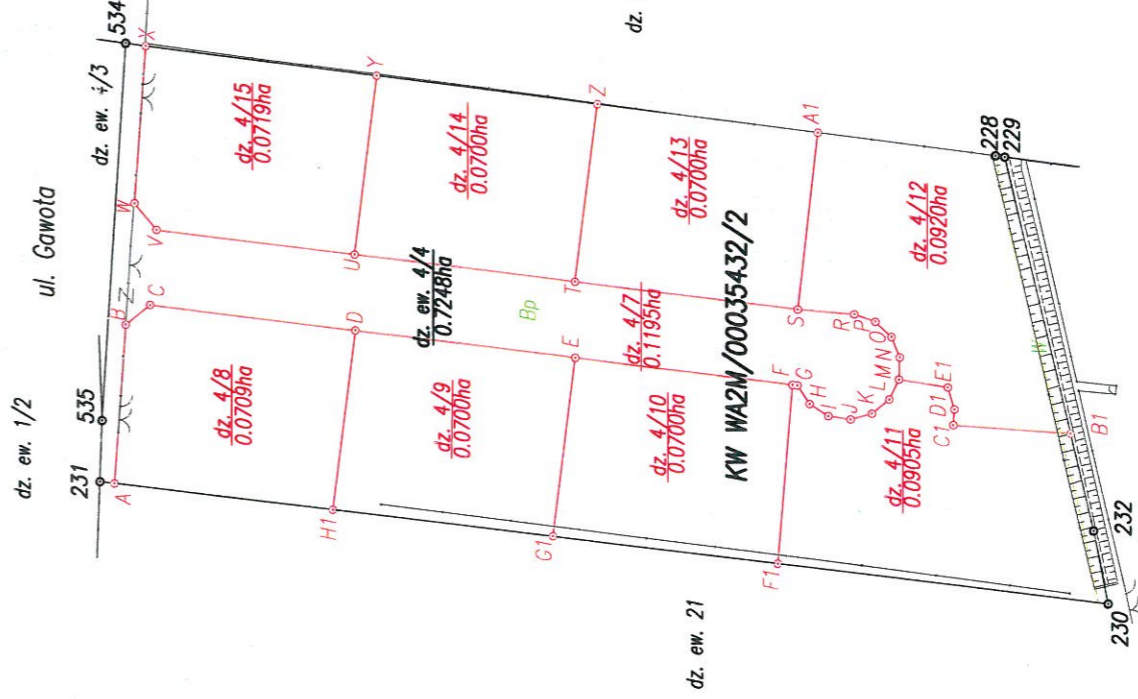 dz. ew. 1/2
ul. Gawota
dz. ew. 4/3
534
dz.
535
231
X
W
V
B
Z
C
A
dz. 4/15
0.0719ha
Y
dz. 4/8
0.0709ha
U
D
H1
dz. ew. 4/4
0.7248ha
dz. 4/14
0.0700ha
Z
Bp
T
E
G1
dz. 4/9
0.0700ha
dz. 4/7
0.1195ha
dz. 4/13
0.0700ha
A1
S
F
G
F1
dz. 4/10
0.0700ha
KW WA2M/00035432/2
H
I
J
K
L
M
N
O
P
R
dz. 4/12
0.0920ha
228
229
dz. 4/11
0.0905ha
C1
D1
E1
W
B1
232
230
dz. ew. 21